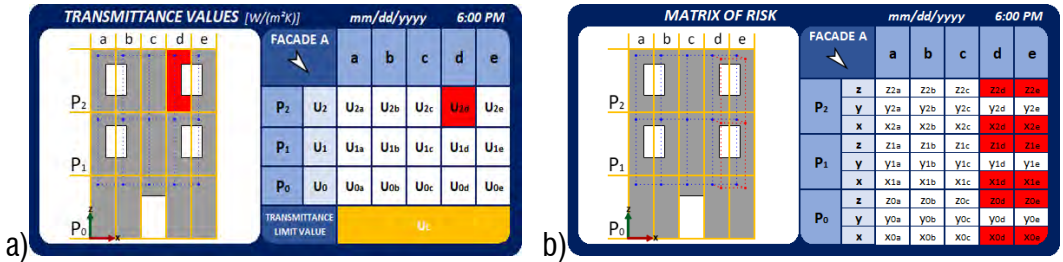 TRANSMITTANCE VALUES [W/(m²K)] mm/dd/yyyy 6:00 PM
a b c d e
P₂
P₁
P₀
z
x
FACADE A a b c d e
P₂ U₂ U₂ₐ U₂b U₂c U₂d U₂ₑ
P₁ U₁ U₁ₐ U₁b U₁c U₁d U₁ₑ
P₀ U₀ U₀ₐ U₀b U₀c U₀d U₀ₑ
TRANSMITTANCE
LIMIT VALUE
a)
MATRIX OF RISK mm/dd/yyyy 6:00 PM
a b c d e
P₂
P₁
P₀
z
x
FACADE A a b c d e
P₂
z Z2a Z2b Z2c Z2d Z2e
y y2a y2b y2c y2d y2e
x X2a X2b X2c X2d X2e
P₁
z Z1a Z1b Z1c Z1d Z1e
y y1a y1b y1c y1d y1e
x X1a X1b X1c X1d X1e
P₀
z Z0a Z0b Z0c Z0d Z0e
y y0a y0b y0c y0d y0e
x X0a X0b X0c X0d X0e
b)